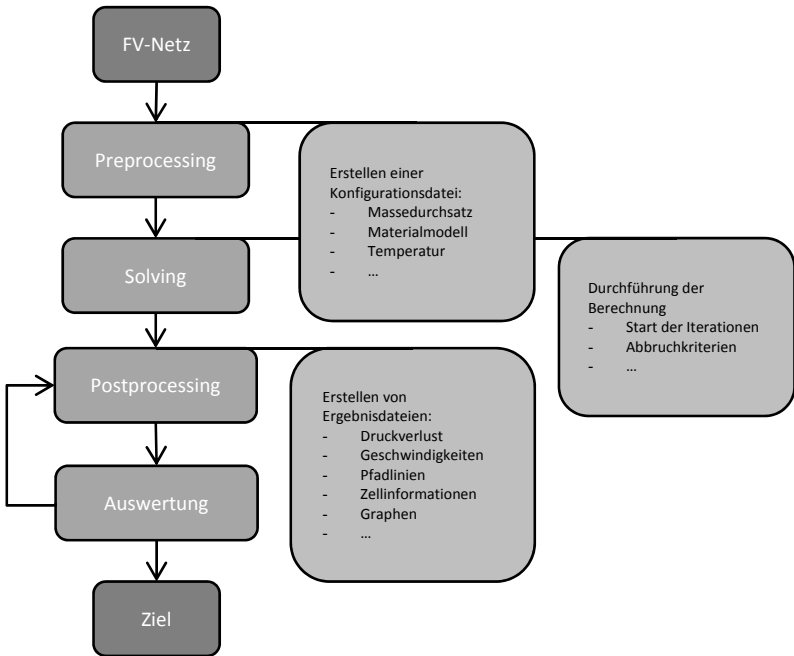 FV-Netz
Preprocessing
Erstellen einer
Konfigurationsdatei:
- Massedurchsatz
- Materialmodell
- Temperatur
- ...
Solving
Durchführung der
Berechnung
- Start der Iterationen
- Abbruchkriterien
- ...
Postprocessing
Erstellen von
Ergebnisdateien:
- Druckverlust
- Geschwindigkeiten
- Pfadlinien
- Zellinformationen
- Graphen
- ...
Auswertung
Ziel